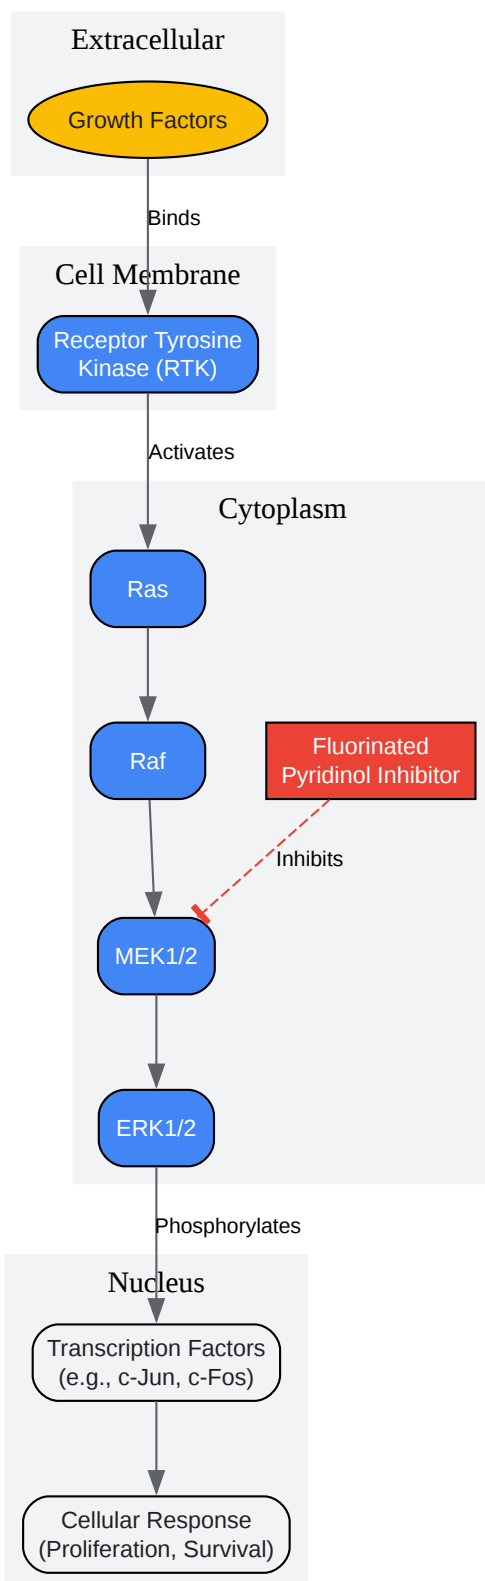 Extracellular
Growth Factors
Binds
Cell Membrane
Receptor Tyrosine
Kinase (RTK)
Activates
Cytoplasm
Ras
Raf
Fluorinated
Pyridinol Inhibitor
Inhibits
MEK1/2
ERK1/2
Phosphorylates
Nucleus
Transcription Factors
(e.g., c-Jun, c-Fos)
Cellular Response
(Proliferation, Survival)